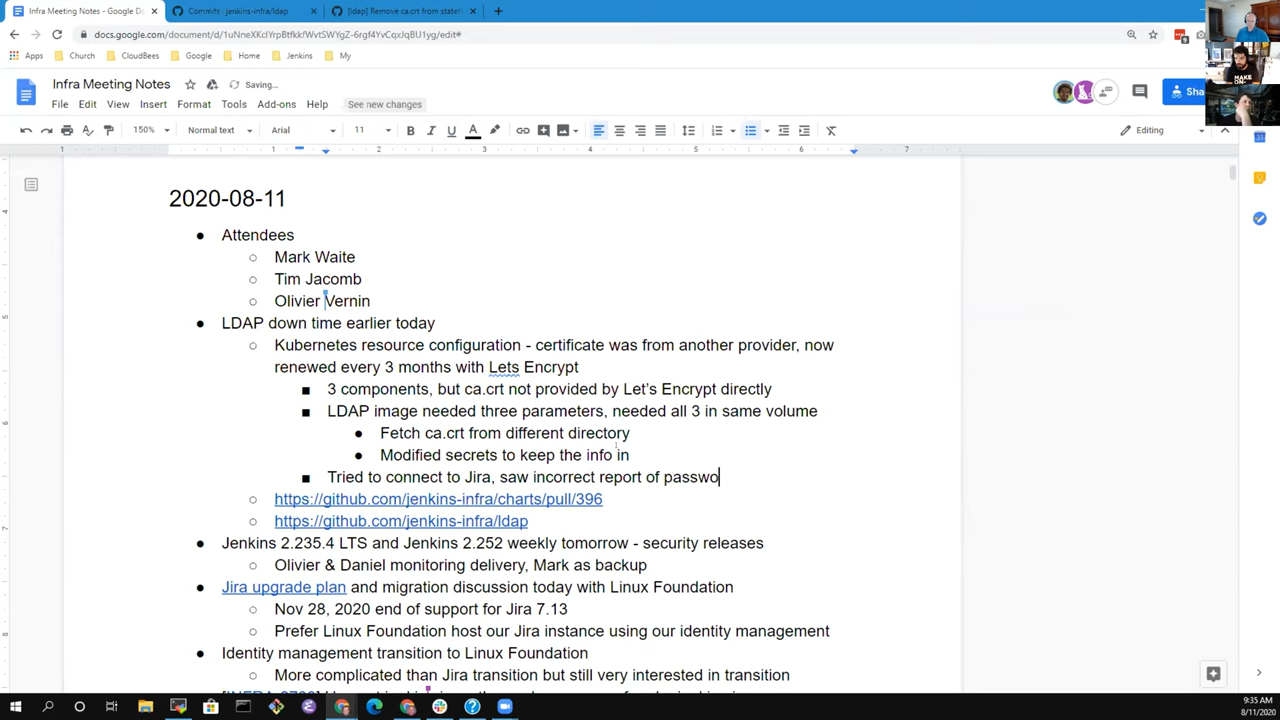 Infra Meeting Notes - Google Do
Commits · jenkins-infra/ldap
[ldap] Remove ca.crt from statef
Apps
Church
CloudBees
Google
Home
Jenkins
My
Infra Meeting Notes
Saving...
File Edit View Insert Format Tools Add-ons Help
See new changes
Sha
150%
Normal text
Arial
11
Editing
1 1 2 3 4 5 6 7
2020-08-11
● Attendees
○ Mark Waite
○ Tim Jacomb
○ Olivier Vernin
● LDAP down time earlier today
○ Kubernetes resource configuration - certificate was from another provider, now
renewed every 3 months with Lets Encrypt
■ 3 components, but ca.crt not provided by Let's Encrypt directly
■ LDAP image needed three parameters, needed all 3 in same volume
● Fetch ca.crt from different directory
● Modified secrets to keep the info in
■ Tried to connect to Jira, saw incorrect report of passwo
○ https://github.com/jenkins-infra/charts/pull/396
○ https://github.com/jenkins-infra/ldap
● Jenkins 2.235.4 LTS and Jenkins 2.252 weekly tomorrow - security releases
○ Olivier & Daniel monitoring delivery, Mark as backup
● Jira upgrade plan and migration discussion today with Linux Foundation
○ Nov 28, 2020 end of support for Jira 7.13
○ Prefer Linux Foundation host our Jira instance using our identity management
● Identity management transition to Linux Foundation
○ More complicated than Jira transition but still very interested in transition
9:35 AM
8/11/2020